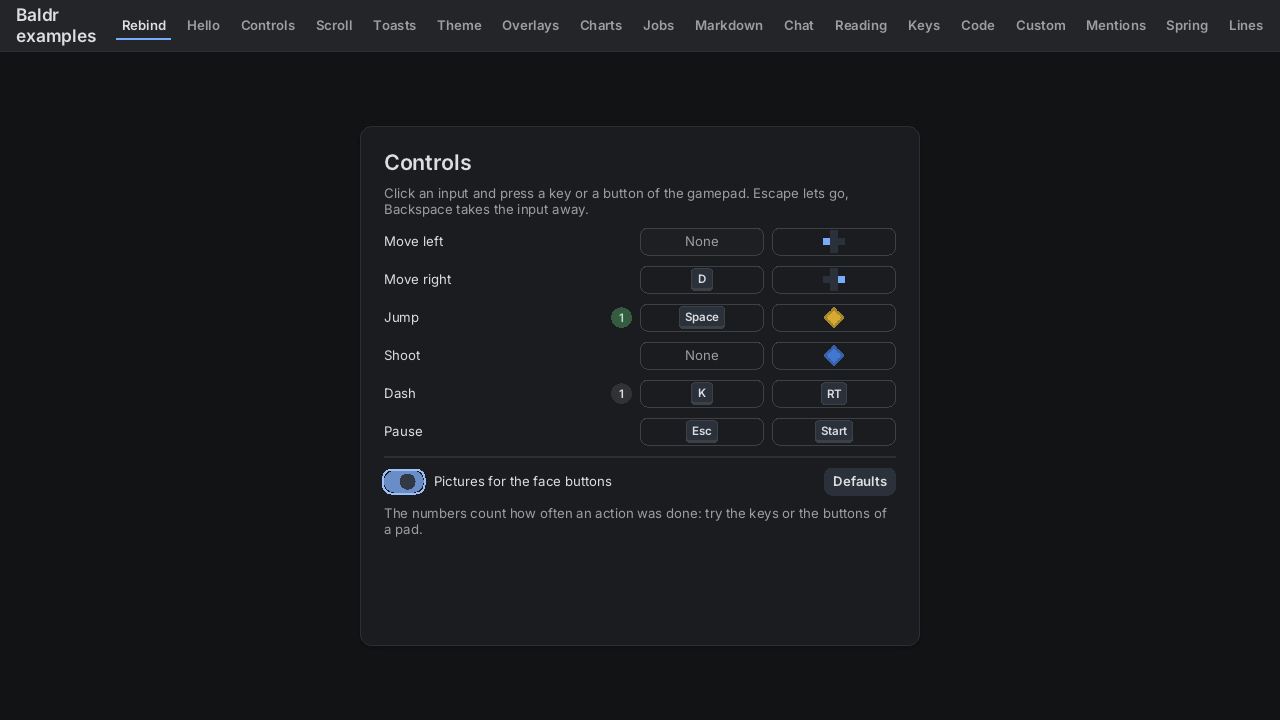 Baldr examples
Rebind Hello Controls Scroll Toasts Theme Overlays Charts Jobs Markdown Chat Reading Keys Code Custom Mentions Spring Lines
Controls
Click an input and press a key or a button of the gamepad. Escape lets go,
Backspace takes the input away.
Move left None
Move right D
Jump 1 Space
Shoot None
Dash 1 K RT
Pause Esc Start
Pictures for the face buttons Defaults
The numbers count how often an action was done: try the keys or the buttons of
a pad.